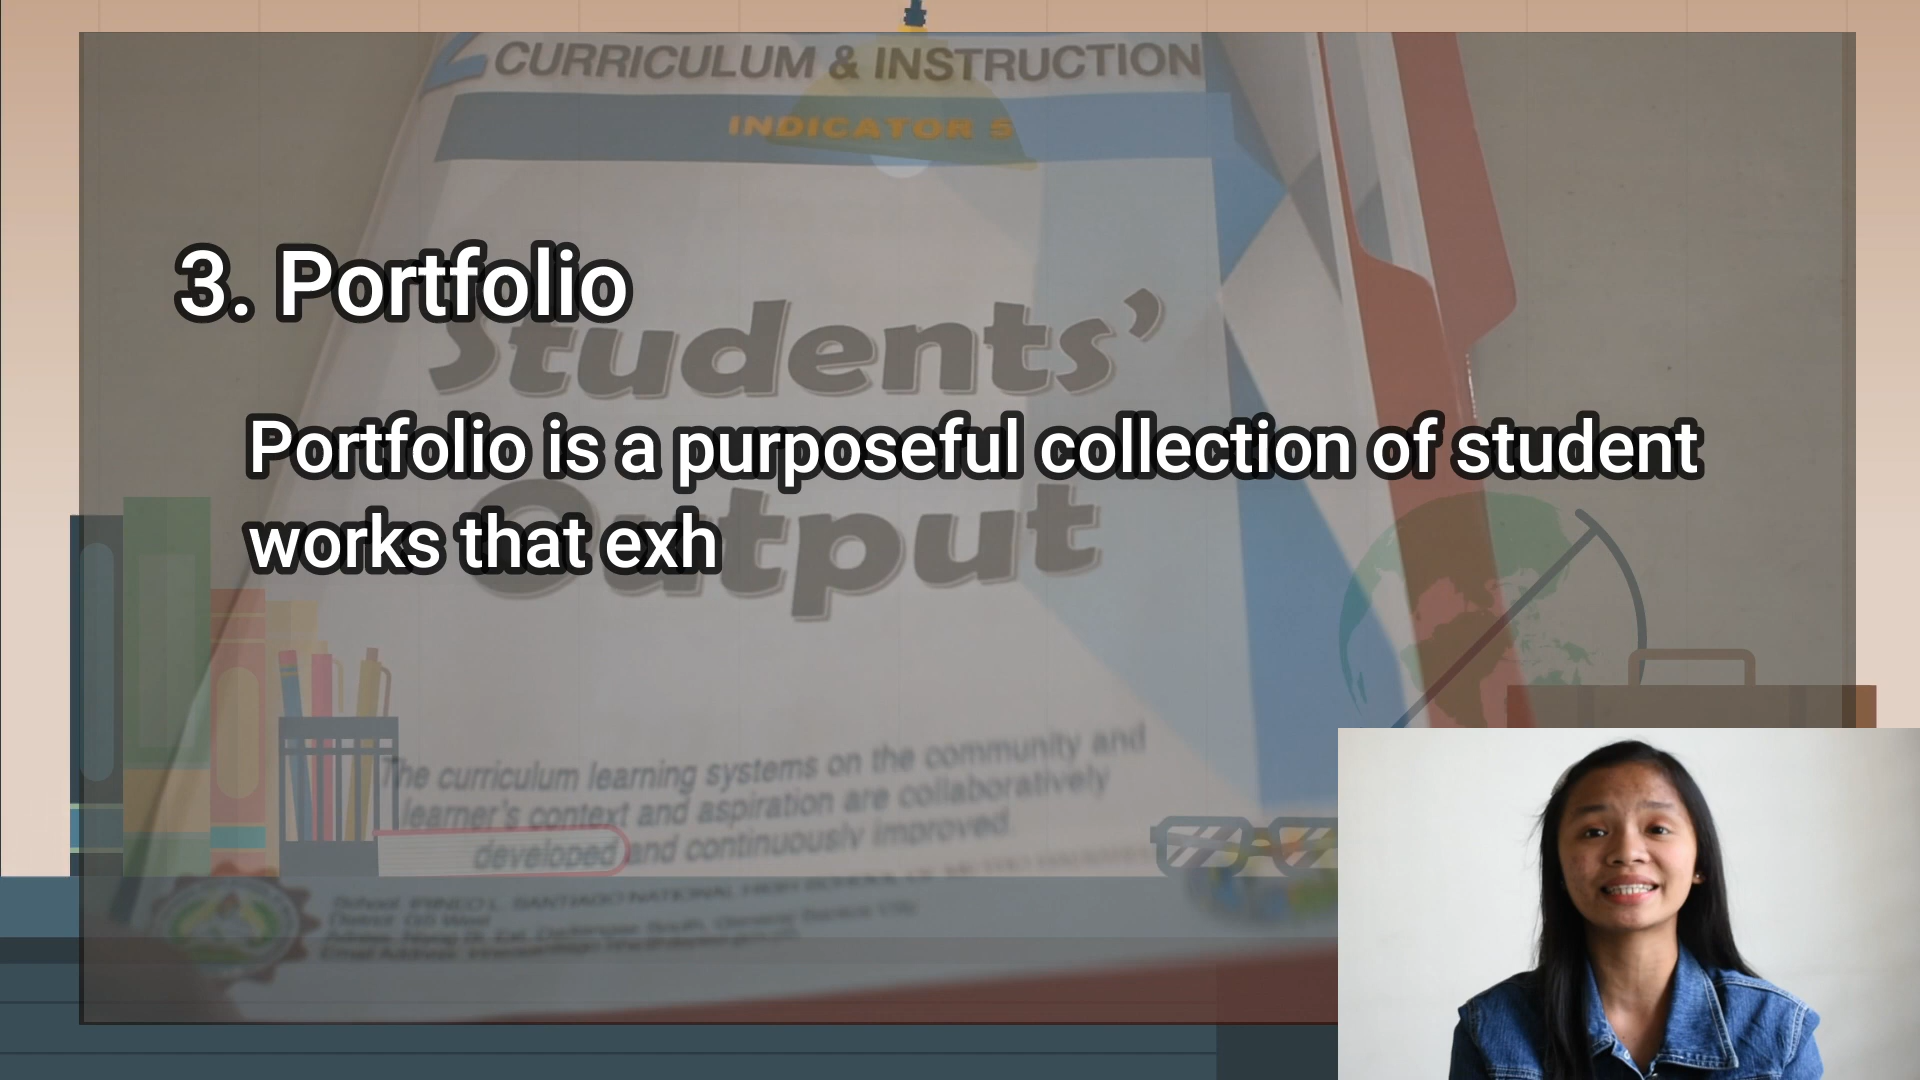 CURRICULUM & INSTRUCTION
INDICATOR 5
3. Portfolio
Students’
Portfolio is a purposeful collection of student
works that exh
Output
The curriculum learning systems on the community and
learner's context and aspiration are collaboratively
developed and continuously improved.